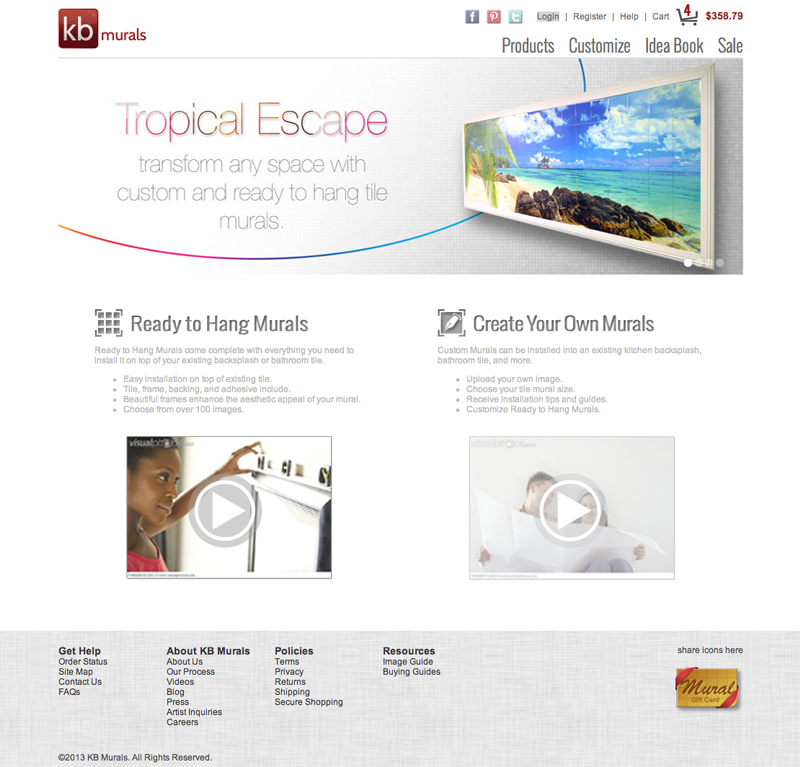 kb murals
Login | Register | Help | Cart 4 $358.79
Products Customize Idea Book Sale
Tropical Escape
transform any space with
custom and ready to hang tile
murals.
Ready to Hang Murals
Ready to Hang Murals come complete with everything you need to
install it on top of your existing backsplash or bathroom tile.
Easy installation on top of existing tile.
Tile, frame, backing, and adhesive include.
Beautiful frames enhance the aesthetic appeal of your mural.
Choose from over 100 images.
Create Your Own Murals
Custom Murals can be installed into an existing kitchen backsplash,
bathroom tile, and more.
Upload your own image.
Choose your tile mural size.
Receive installation tips and guides.
Customize Ready to Hang Murals.
Get Help
Order Status
Site Map
Contact Us
FAQs
About KB Murals
About Us
Our Process
Videos
Blog
Press
Artist Inquiries
Careers
Policies
Terms
Privacy
Returns
Shipping
Secure Shopping
Resources
Image Guide
Buying Guides
share icons here
Mural
Gift Card
©2013 KB Murals. All Rights Reserved.